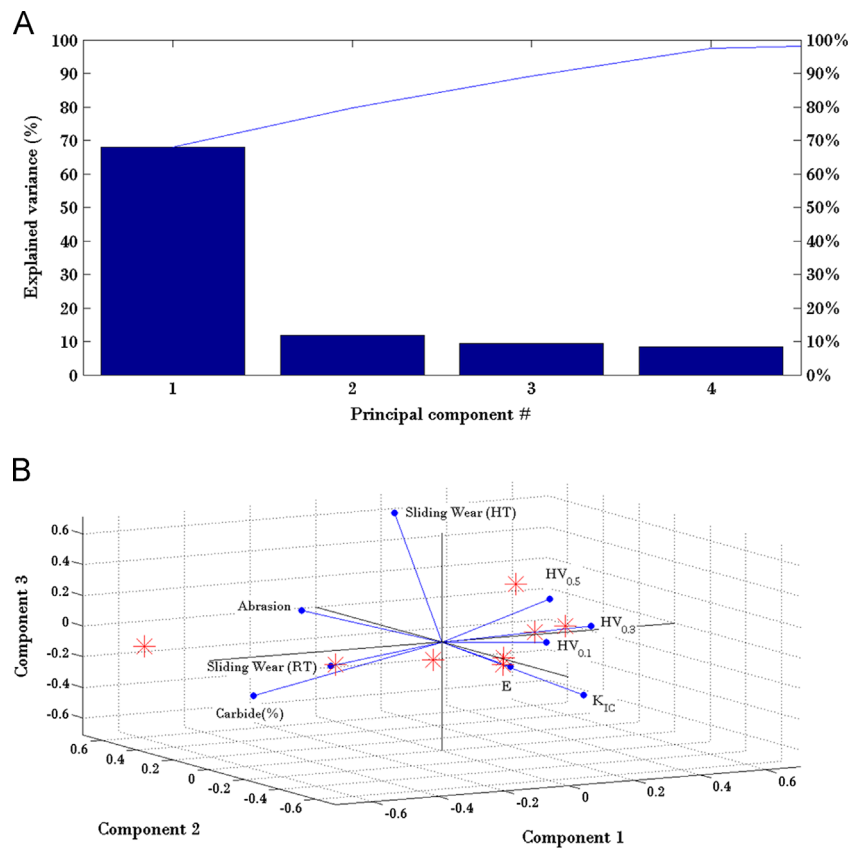 A
100 100%
90 90%
80 80%
70 70%
60 60%
50 50%
40 40%
30 30%
20 20%
10 10%
0 0%
Explained variance (%)
1 2 3 4
Principal component #
B
0.6
0.4
0.2
0
-0.2
-0.4
-0.6
Component 3
Sliding Wear (HT)
HV0.5
Abrasion
HV0.3
HV0.1
Sliding Wear (RT)
E
KIC
Carbide(%)
0.6 0.4 0.2 0 -0.2 -0.4 -0.6
Component 2
-0.6 -0.4 -0.2 0 0.2 0.4 0.6
Component 1